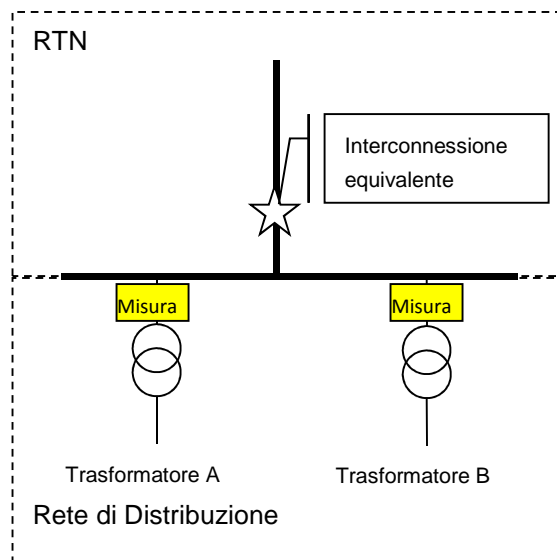 RTN
Interconnessione
equivalente
Misura
Misura
Trasformatore A
Trasformatore B
Rete di Distribuzione